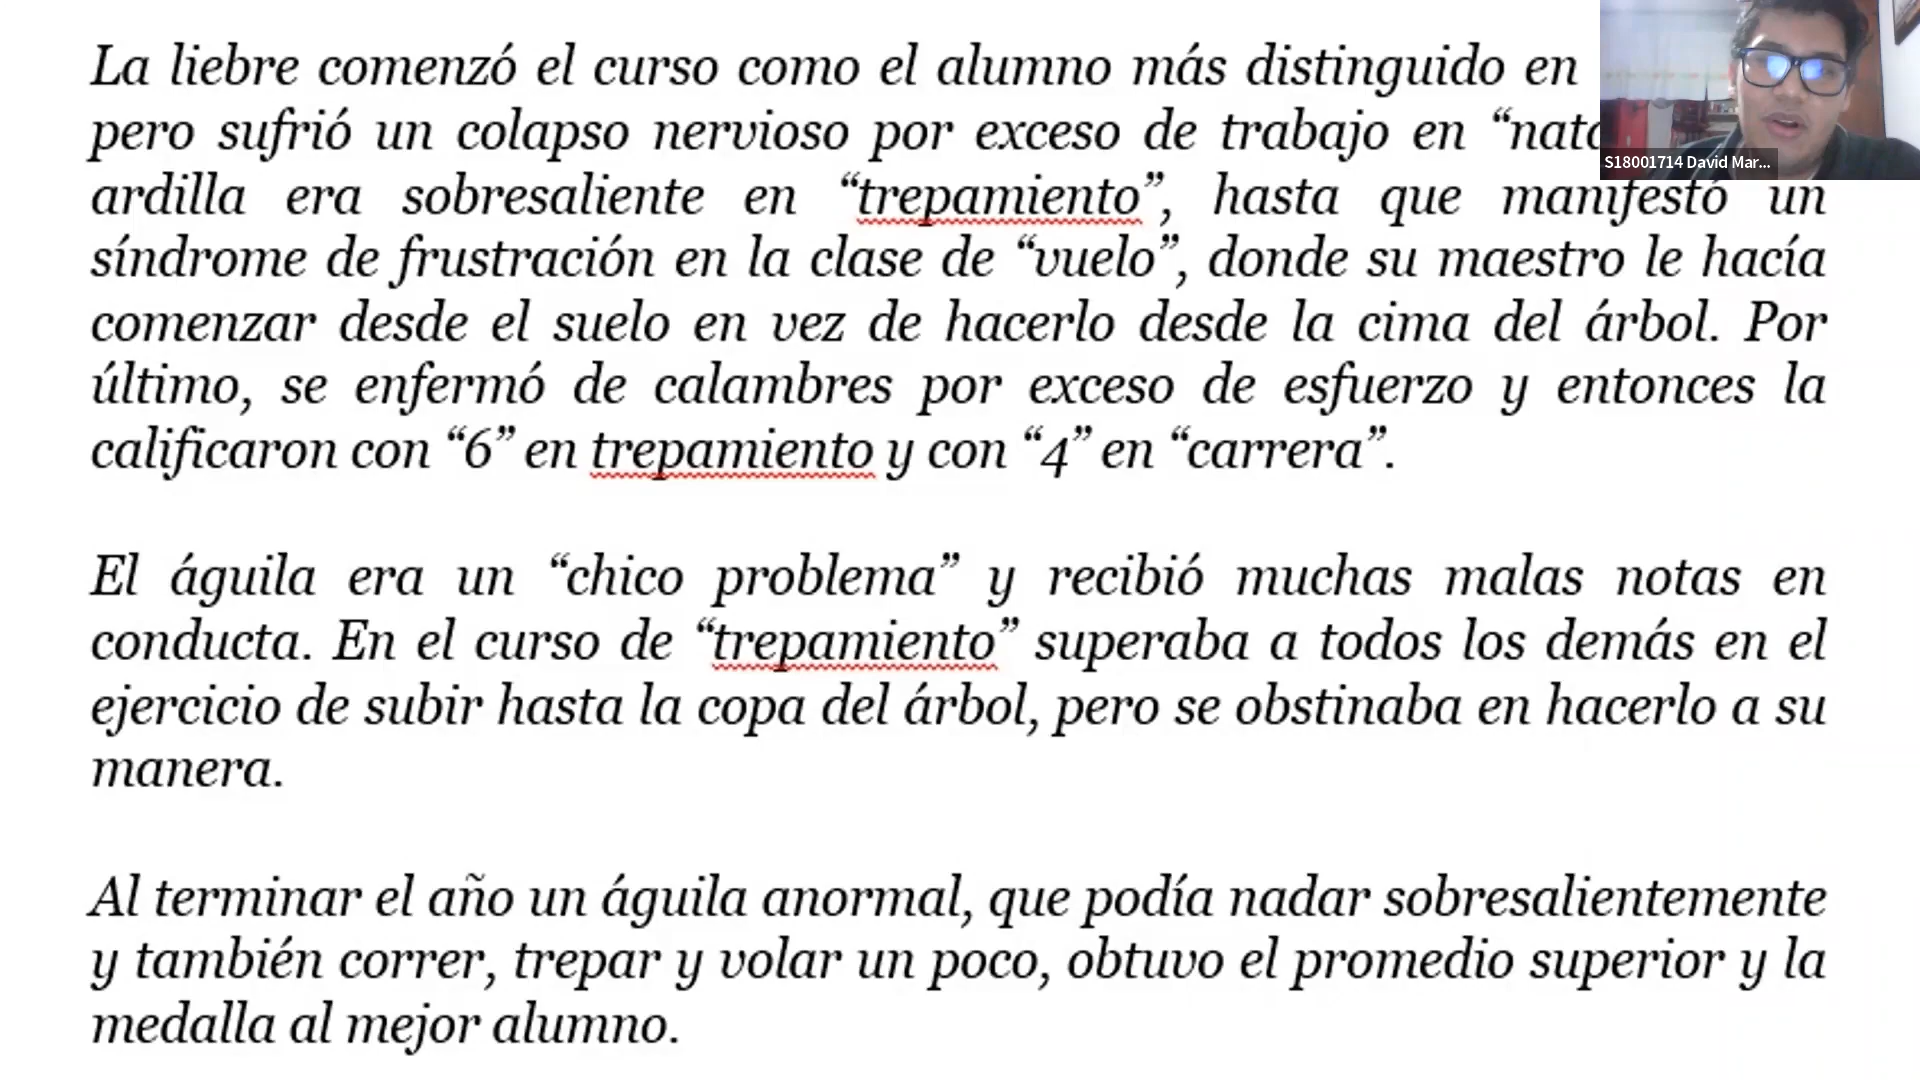 La liebre comenzó el curso como el alumno más distinguido en
pero sufrió un colapso nervioso por exceso de trabajo en
S18001714 David Mar...
ardilla era sobresaliente en “trepamiento”, hasta que manifestó un
síndrome de frustración en la clase de “vuelo”, donde su maestro le hacía
comenzar desde el suelo en vez de hacerlo desde la cima del árbol. Por
último, se enfermó de calambres por exceso de esfuerzo y entonces la
calificaron con “6” en trepamiento y con “4” en “carrera”.
El águila era un “chico problema” y recibió muchas malas notas en
conducta. En el curso de “trepamiento” superaba a todos los demás en el
ejercicio de subir hasta la copa del árbol, pero se obstinaba en hacerlo a su
manera.
Al terminar el año un águila anormal, que podía nadar sobresalientemente
y también correr, trepar y volar un poco, obtuvo el promedio superior y la
medalla al mejor alumno.